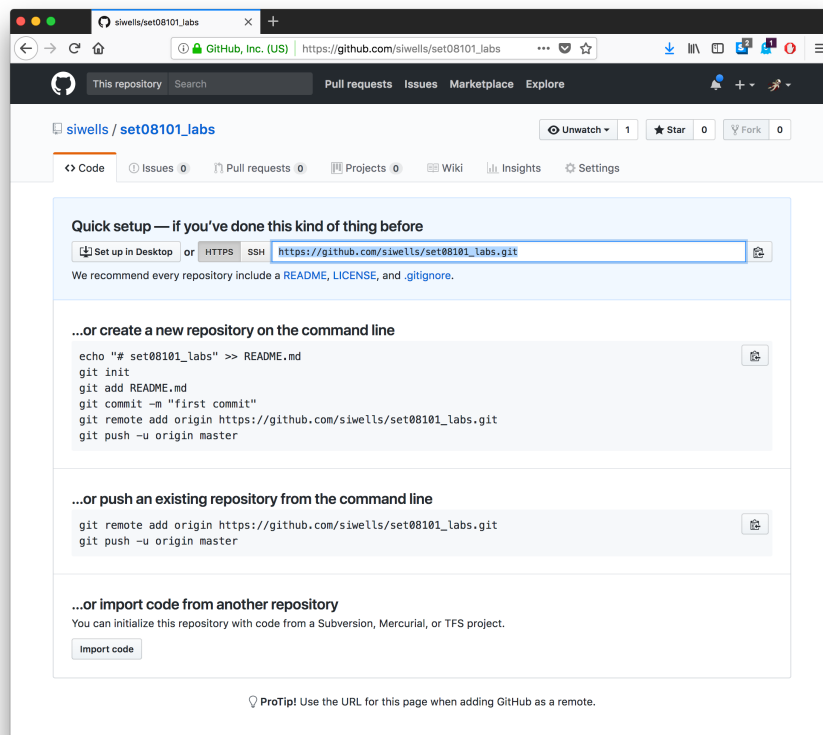 siwells/set08101_labs
GitHub, Inc. (US) https://github.com/siwells/set08101_labs
2 1
This repository Search Pull requests Issues Marketplace Explore
siwells / set08101_labs
Unwatch 1 Star 0 Fork 0
Code Issues 0 Pull requests 0 Projects 0 Wiki Insights Settings
Quick setup — if you’ve done this kind of thing before
Set up in Desktop or HTTPS SSH https://github.com/siwells/set08101_labs.git
We recommend every repository include a README, LICENSE, and .gitignore.
…or create a new repository on the command line
echo "# set08101_labs" >> README.md
git init
git add README.md
git commit -m "first commit"
git remote add origin https://github.com/siwells/set08101_labs.git
git push -u origin master
…or push an existing repository from the command line
git remote add origin https://github.com/siwells/set08101_labs.git
git push -u origin master
…or import code from another repository
You can initialize this repository with code from a Subversion, Mercurial, or TFS project.
Import code
ProTip! Use the URL for this page when adding GitHub as a remote.